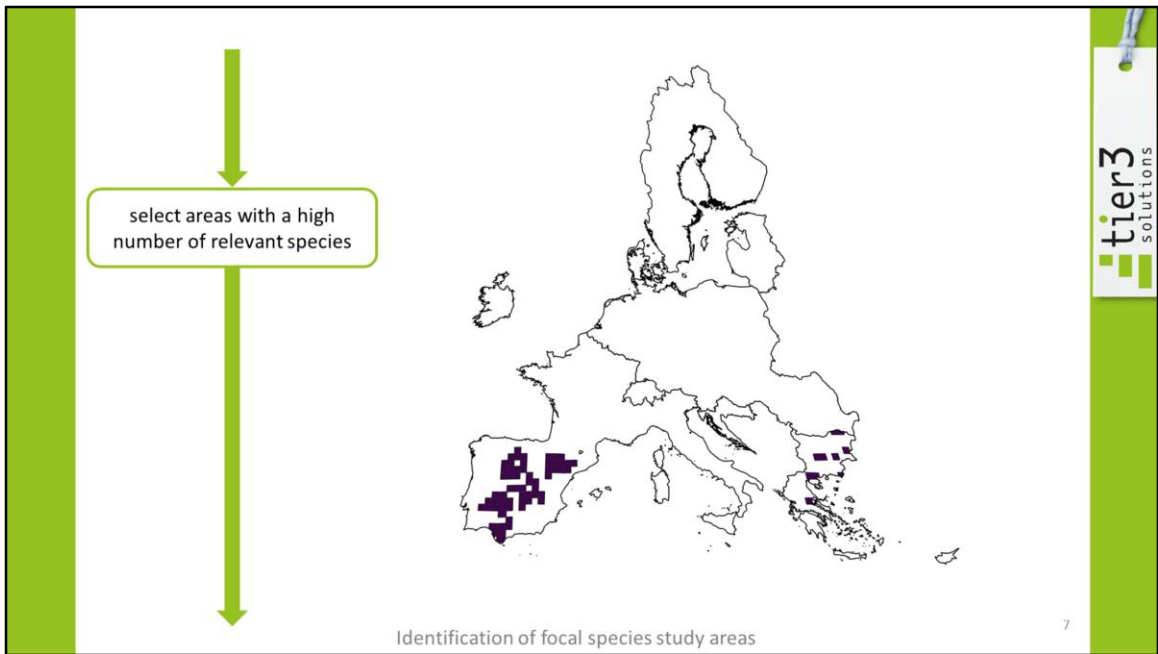 select areas with a high
number of relevant species
tier3
solutions
Identification of focal species study areas
7